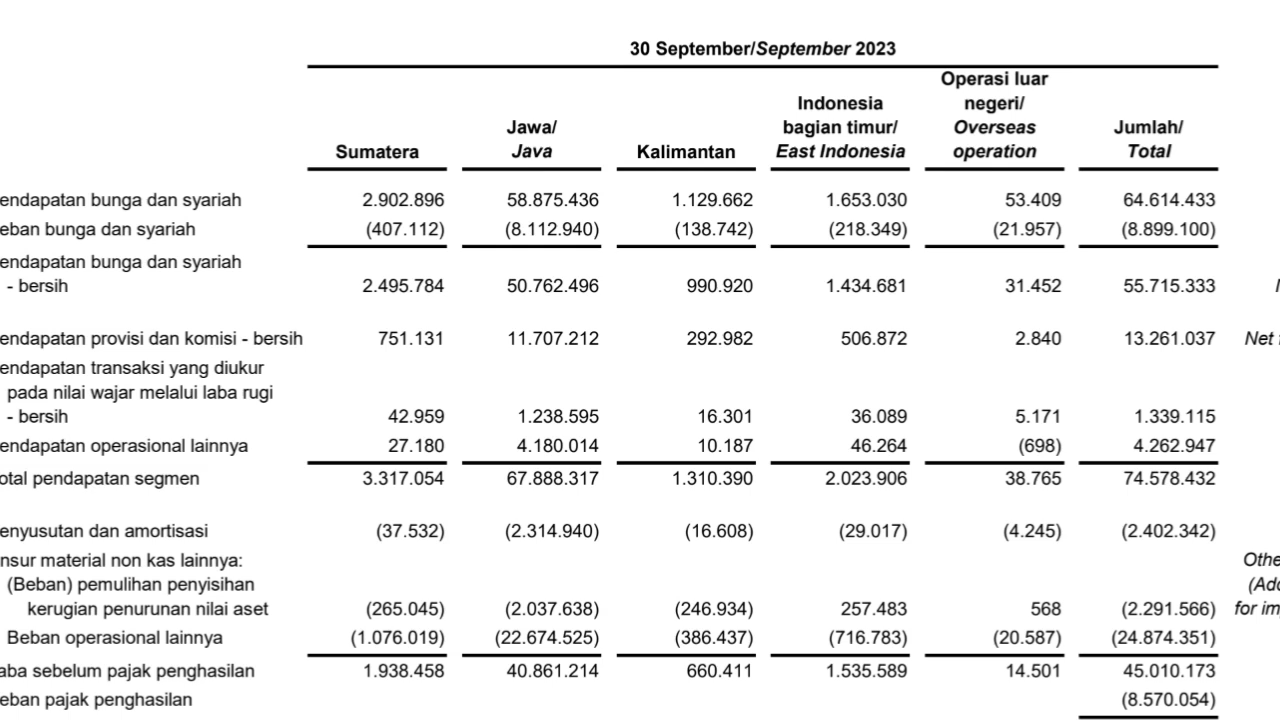 30 September/September 2023
Operasi luar
Indonesia negeri/
Jawa/ bagian timur/ Overseas Jumlah/
Sumatera Java Kalimantan East Indonesia operation Total
endapatan bunga dan syariah 2.902.896 58.875.436 1.129.662 1.653.030 53.409 64.614.433
eban bunga dan syariah (407.112) (8.112.940) (138.742) (218.349) (21.957) (8.899.100)
endapatan bunga dan syariah
- bersih 2.495.784 50.762.496 990.920 1.434.681 31.452 55.715.333
endapatan provisi dan komisi - bersih 751.131 11.707.212 292.982 506.872 2.840 13.261.037 Net
endapatan transaksi yang diukur
pada nilai wajar melalui laba rugi
- bersih 42.959 1.238.595 16.301 36.089 5.171 1.339.115
endapatan operasional lainnya 27.180 4.180.014 10.187 46.264 (698) 4.262.947
otal pendapatan segmen 3.317.054 67.888.317 1.310.390 2.023.906 38.765 74.578.432
enyusutan dan amortisasi (37.532) (2.314.940) (16.608) (29.017) (4.245) (2.402.342)
nsur material non kas lainnya: Othe
(Beban) pemulihan penyisihan (Add
kerugian penurunan nilai aset (265.045) (2.037.638) (246.934) 257.483 568 (2.291.566) for im
Beban operasional lainnya (1.076.019) (22.674.525) (386.437) (716.783) (20.587) (24.874.351)
aba sebelum pajak penghasilan 1.938.458 40.861.214 660.411 1.535.589 14.501 45.010.173
eban pajak penghasilan (8.570.054)